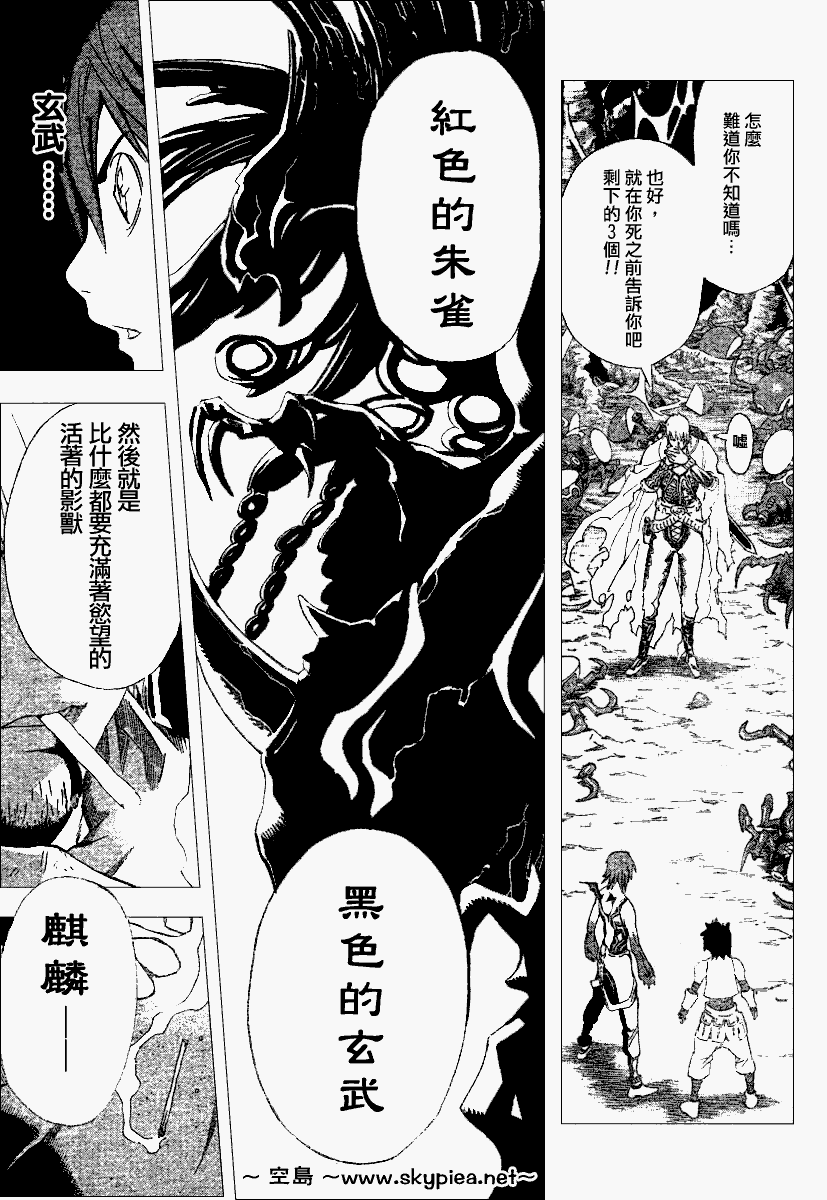 怎麼
難道你不知道嗎…
也好，
就在你死之前告訴你吧
剩下的3個!!
噓
紅色的朱雀
黑色的玄武
玄武……
然後就是
比什麼都要充滿著慾望的
活著的影獸
麒麟——
～ 空島 ～www.skypiea.net～